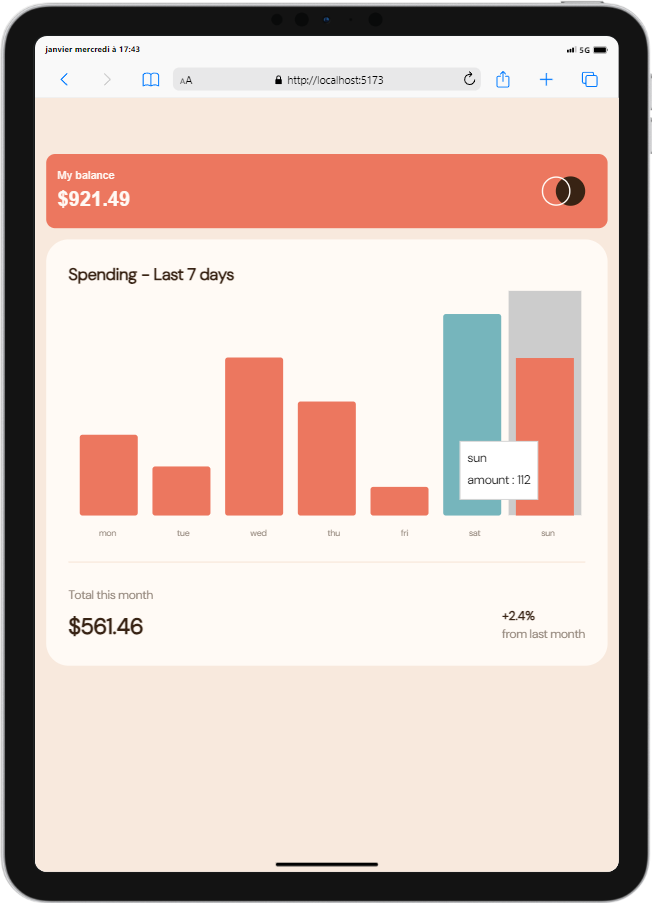 janvier mercredi à 17:43
5G
AA
http://localhost:5173
My balance
$921.49
Spending - Last 7 days
sun
amount : 112
mon tue wed thu fri sat sun
Total this month
$561.46
+2.4%
from last month